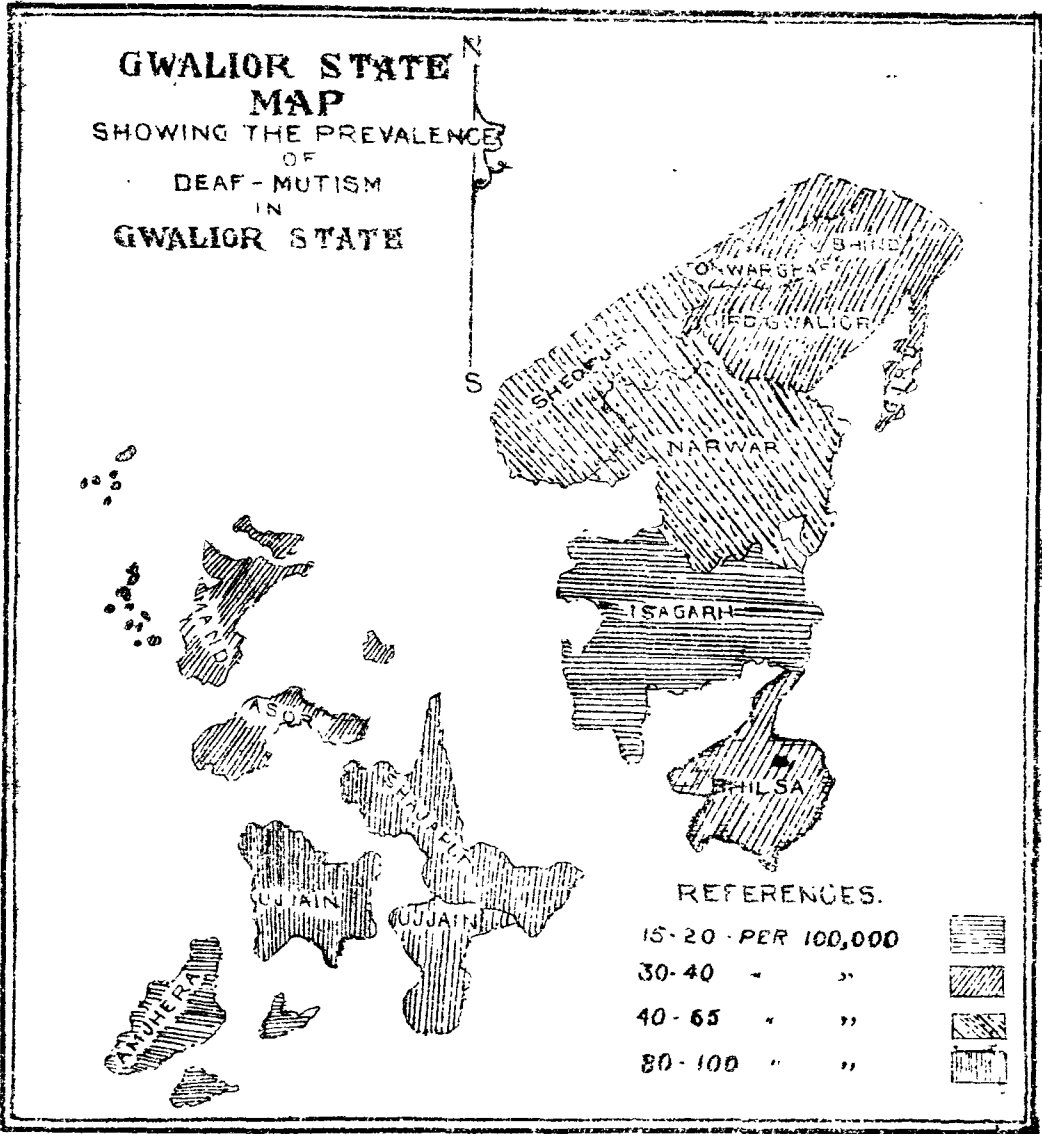 GWALIOR STATE
MAP
SHOWING THE PREVALENCE
OF
DEAF-MUTISM
IN
GWALIOR STATE
N
S
BHIND
GIRD GWALIOR
NARWAR
ISAGARH
BHILSA
UJJAIN
UJJAIN
AMJHERA
REFERENCES.
15-20 - PER 100,000
30-40 " "
40-65 " "
80-100 " "